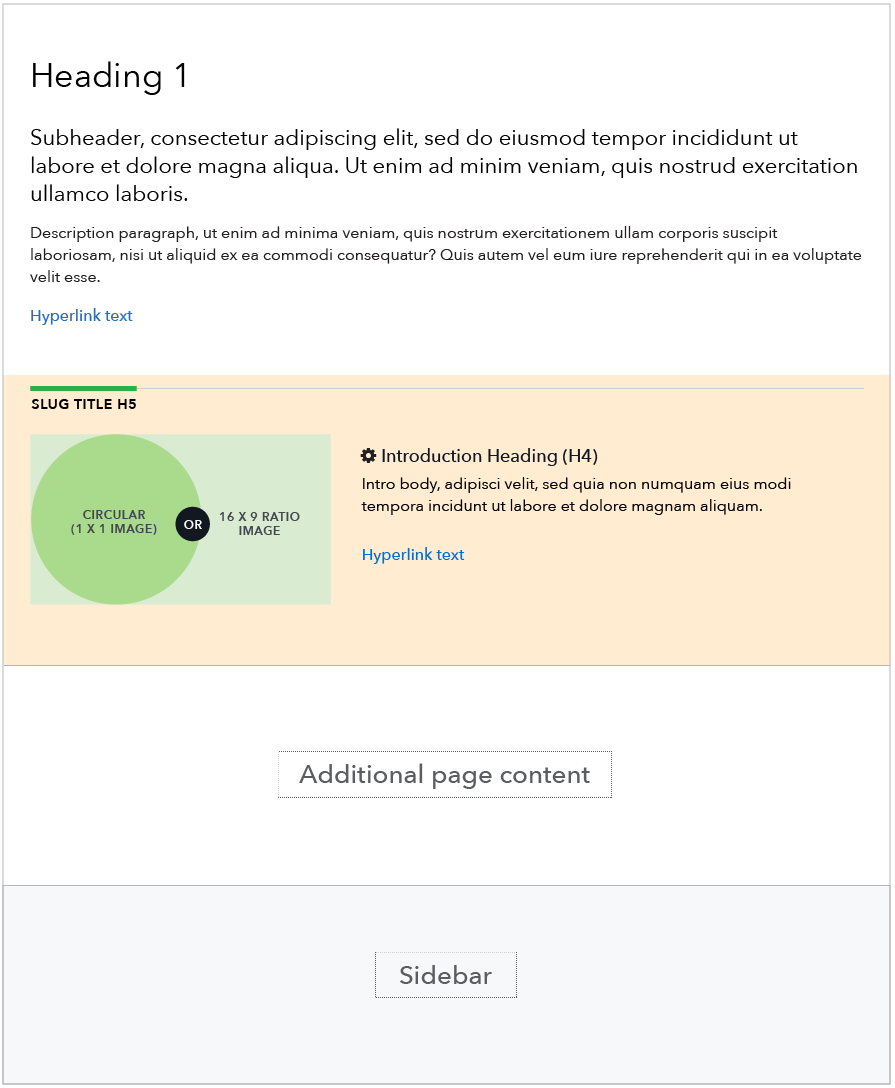 Heading 1
Subheader, consectetur adipiscing elit, sed do eiusmod tempor incididunt ut
labore et dolore magna aliqua. Ut enim ad minim veniam, quis nostrud exercitation
ullamco laboris.
Description paragraph, ut enim ad minima veniam, quis nostrum exercitationem ullam corporis suscipit
laboriosam, nisi ut aliquid ex ea commodi consequatur? Quis autem vel eum iure reprehenderit qui in ea voluptate
velit esse.
Hyperlink text
SLUG TITLE H5
CIRCULAR
(1 X 1 IMAGE)
OR
16 X 9 RATIO
IMAGE
Introduction Heading (H4)
Intro body, adipisci velit, sed quia non numquam eius modi
tempora incidunt ut labore et dolore magnam aliquam.
Hyperlink text
Additional page content
Sidebar